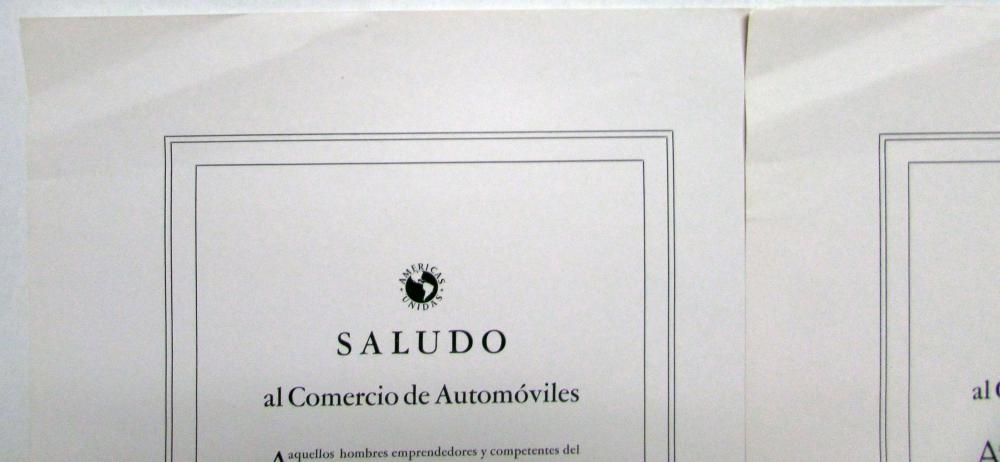 AMERICAS
UNIDAS
SALUDO
al Comercio de Automóviles
A aquellos hombres emprendedores y competentes del
al
A